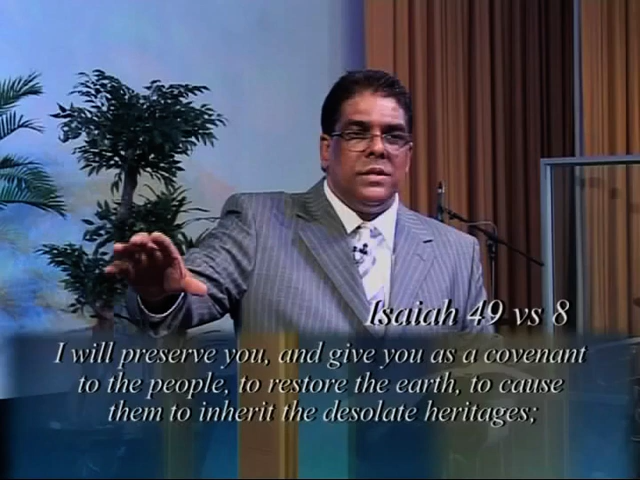 Isaiah 49 vs 8
I will preserve you, and give you as a covenant
to the people, to restore the earth, to cause
them to inherit the desolate heritages;